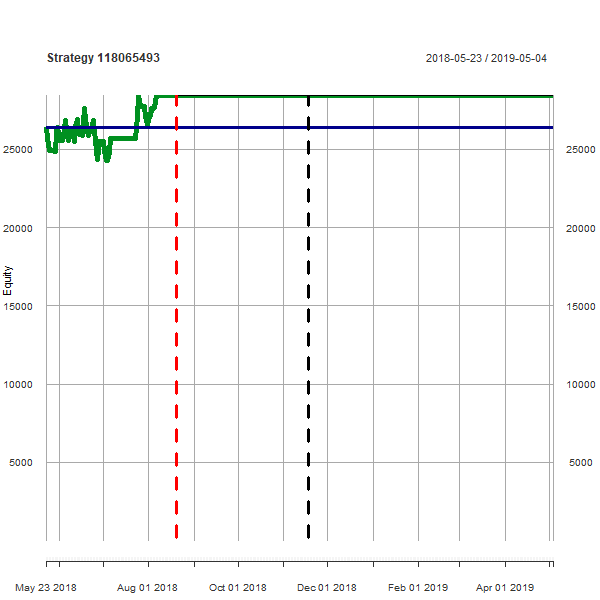 Strategy 118065493
2018-05-23 / 2019-05-04
25000
25000
20000
20000
15000
15000
10000
10000
5000
5000
Equity
May 23 2018
Aug 01 2018
Oct 01 2018
Dec 01 2018
Feb 01 2019
Apr 01 2019